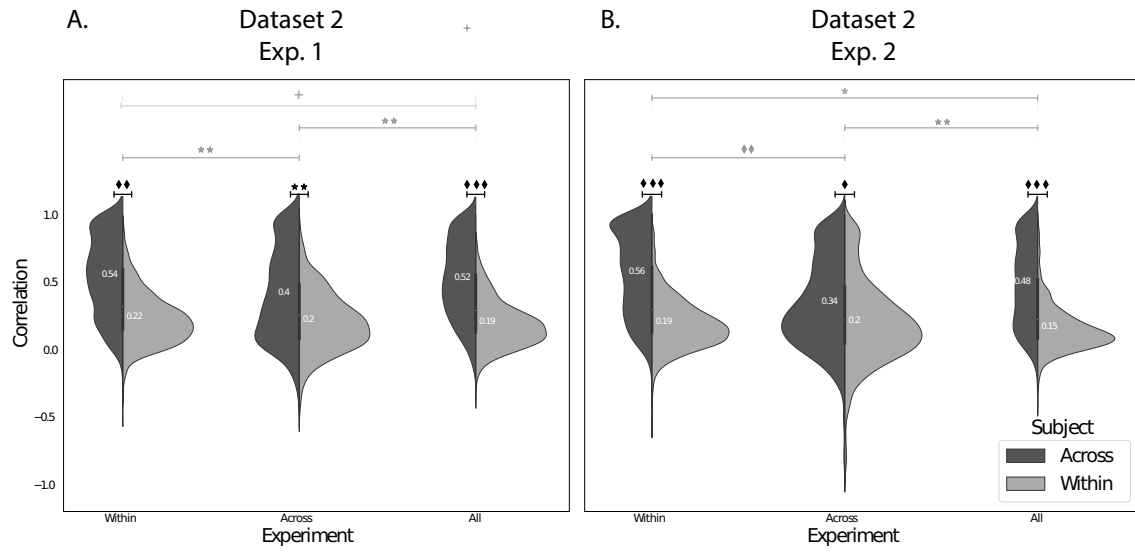 A.
Dataset 2
Exp. 1
+
B.
Dataset 2
Exp. 2
+
**
**
♦♦
**
♦♦♦
*
**
♦♦
♦♦♦
♦
♦♦♦
Correlation
1.0
0.5
0.0
−0.5
−1.0
0.54
0.22
0.4
0.2
0.52
0.19
0.56
0.19
0.34
0.2
0.48
0.15
Subject
Across
Within
Within
Across
All
Experiment
Within
Across
All
Experiment